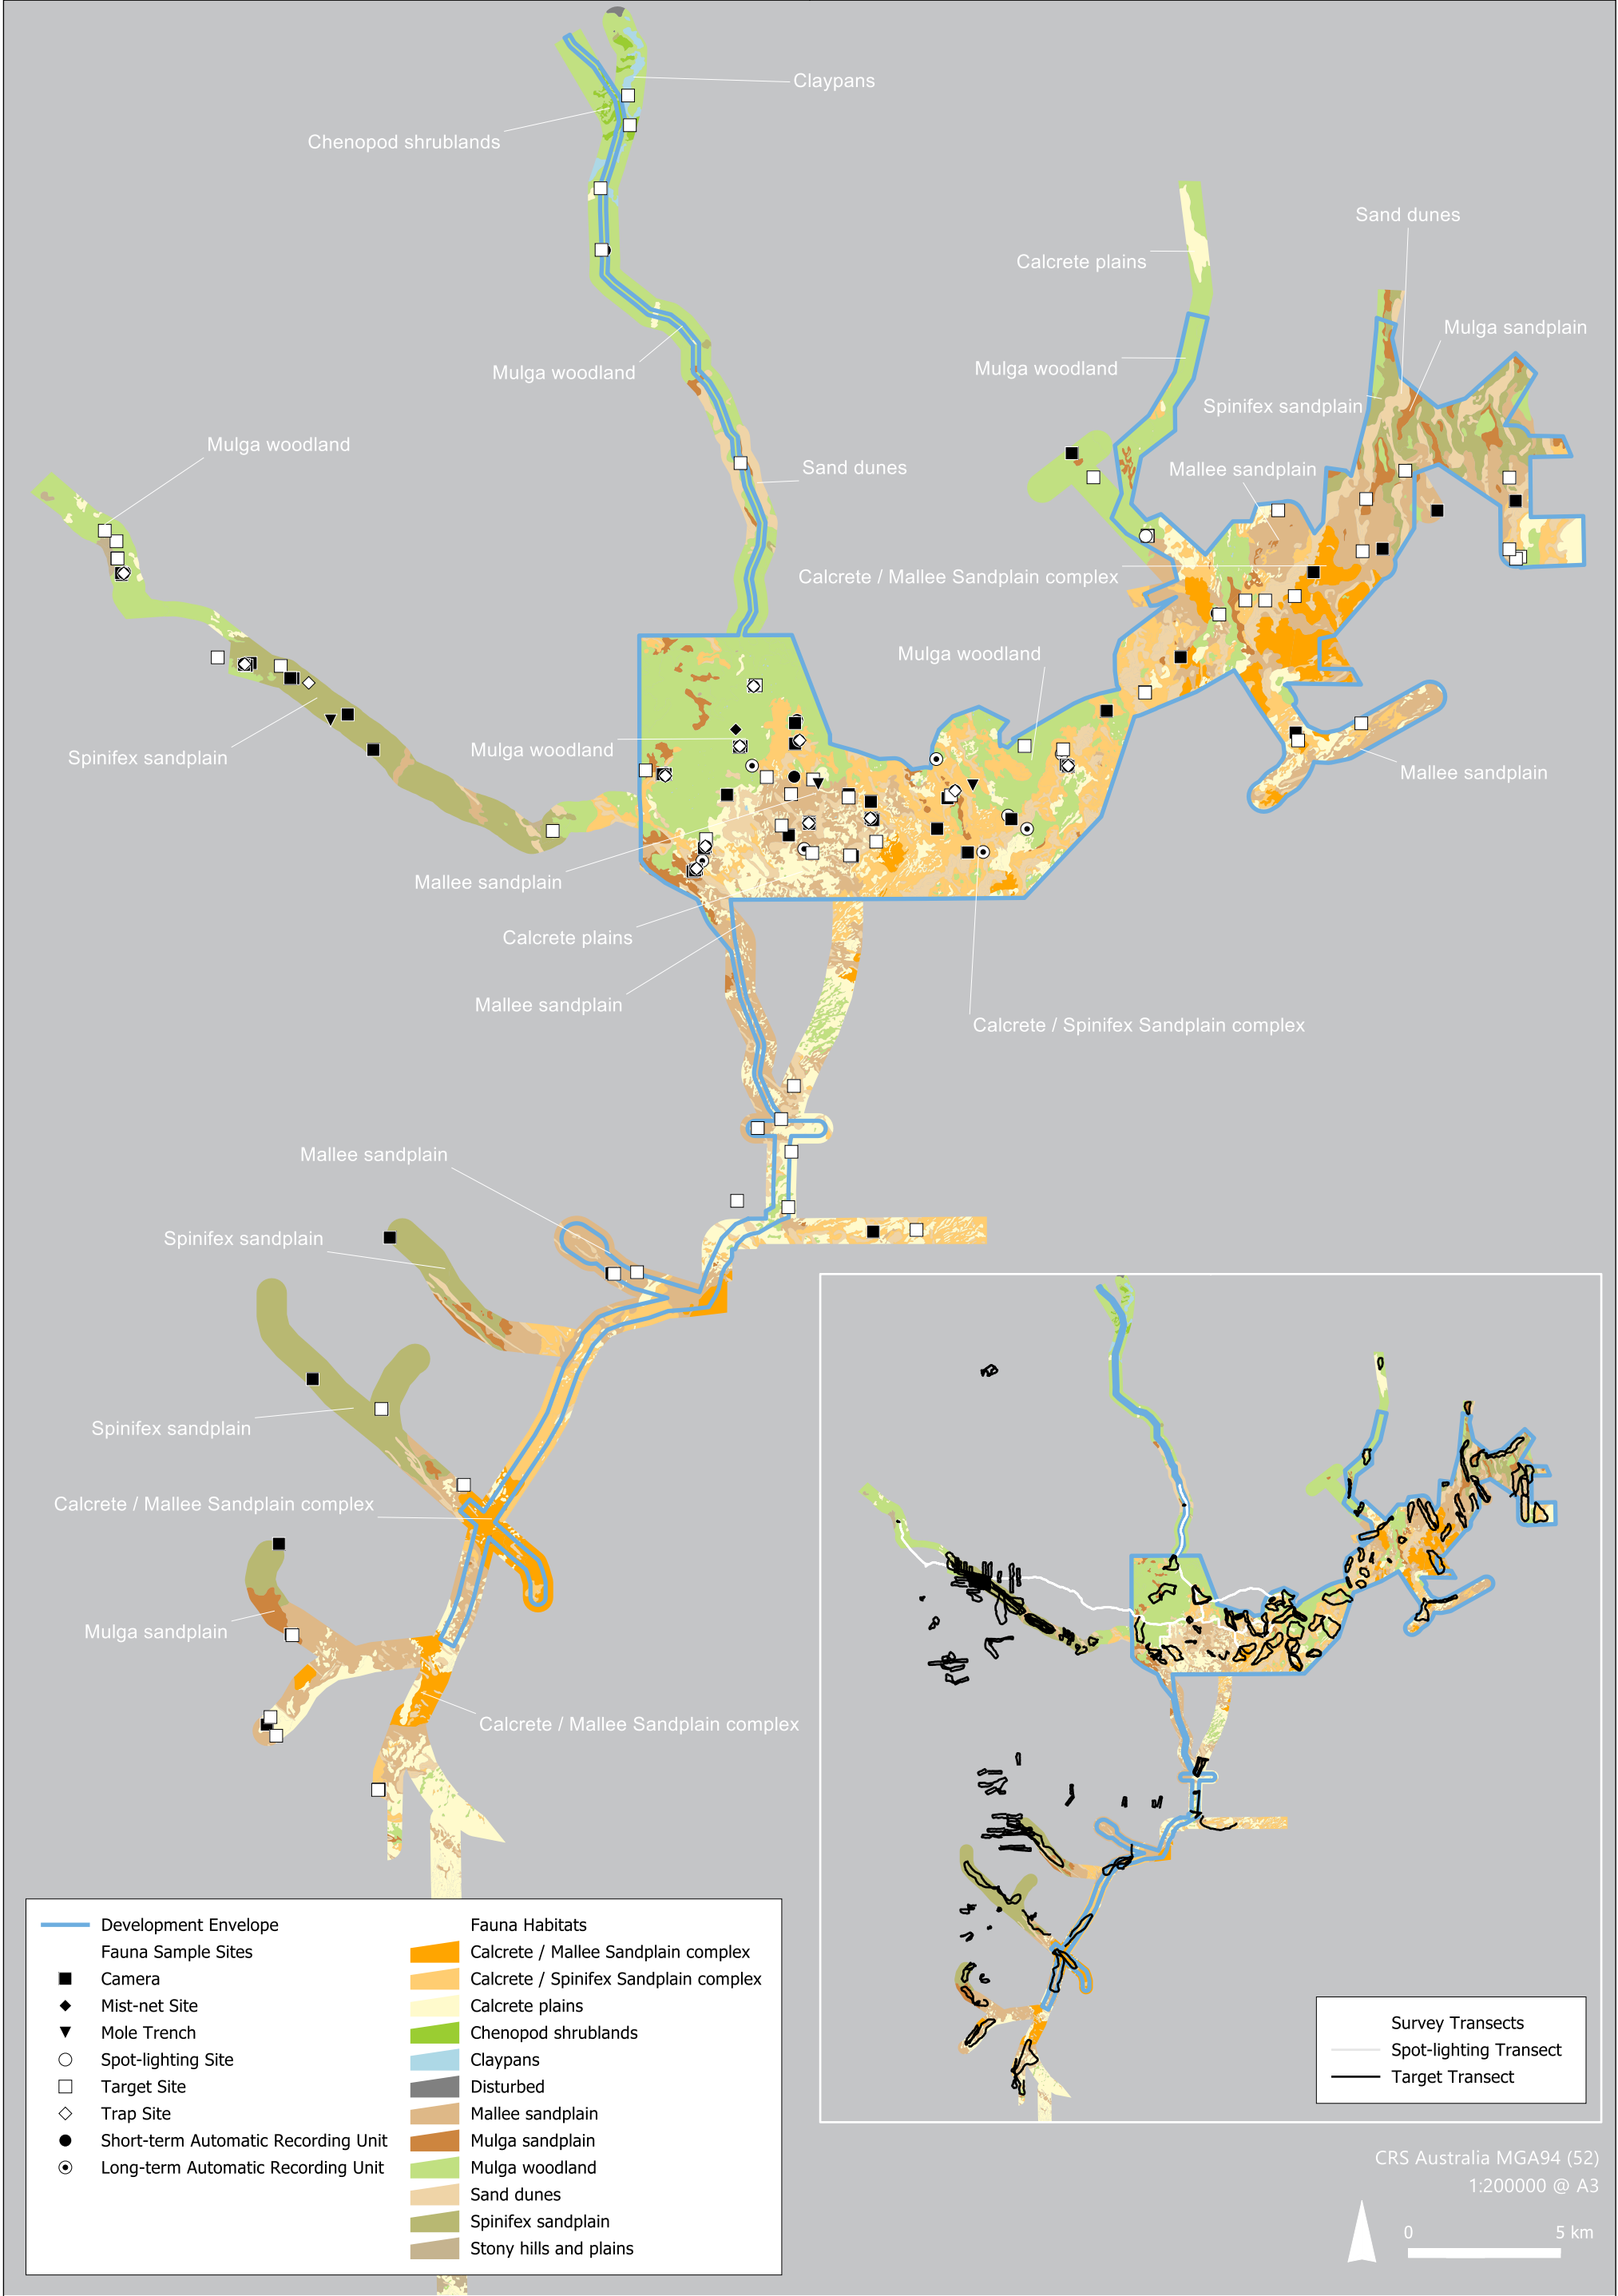 Claypans
Chenopod shrublands
Sand dunes
Calcrete plains
Mulga sandplain
Mulga woodland
Mulga woodland
Spinifex sandplain
Mulga woodland
Sand dunes
Mallee sandplain
Calcrete / Mallee Sandplain complex
Mulga woodland
Mulga woodland
Spinifex sandplain
Mallee sandplain
Mallee sandplain
Calcrete plains
Mallee sandplain
Calcrete / Spinifex Sandplain complex
Mallee sandplain
Spinifex sandplain
Spinifex sandplain
Calcrete / Mallee Sandplain complex
Mulga sandplain
Calcrete / Mallee Sandplain complex
Development Envelope
Fauna Sample Sites
Camera
Mist-net Site
Mole Trench
Spot-lighting Site
Target Site
Trap Site
Short-term Automatic Recording Unit
Long-term Automatic Recording Unit
Fauna Habitats
Calcrete / Mallee Sandplain complex
Calcrete / Spinifex Sandplain complex
Calcrete plains
Chenopod shrublands
Claypans
Disturbed
Mallee sandplain
Mulga sandplain
Mulga woodland
Sand dunes
Spinifex sandplain
Stony hills and plains
Survey Transects
Spot-lighting Transect
Target Transect
CRS Australia MGA94 (52)
1:200000 @ A3
0 5 km